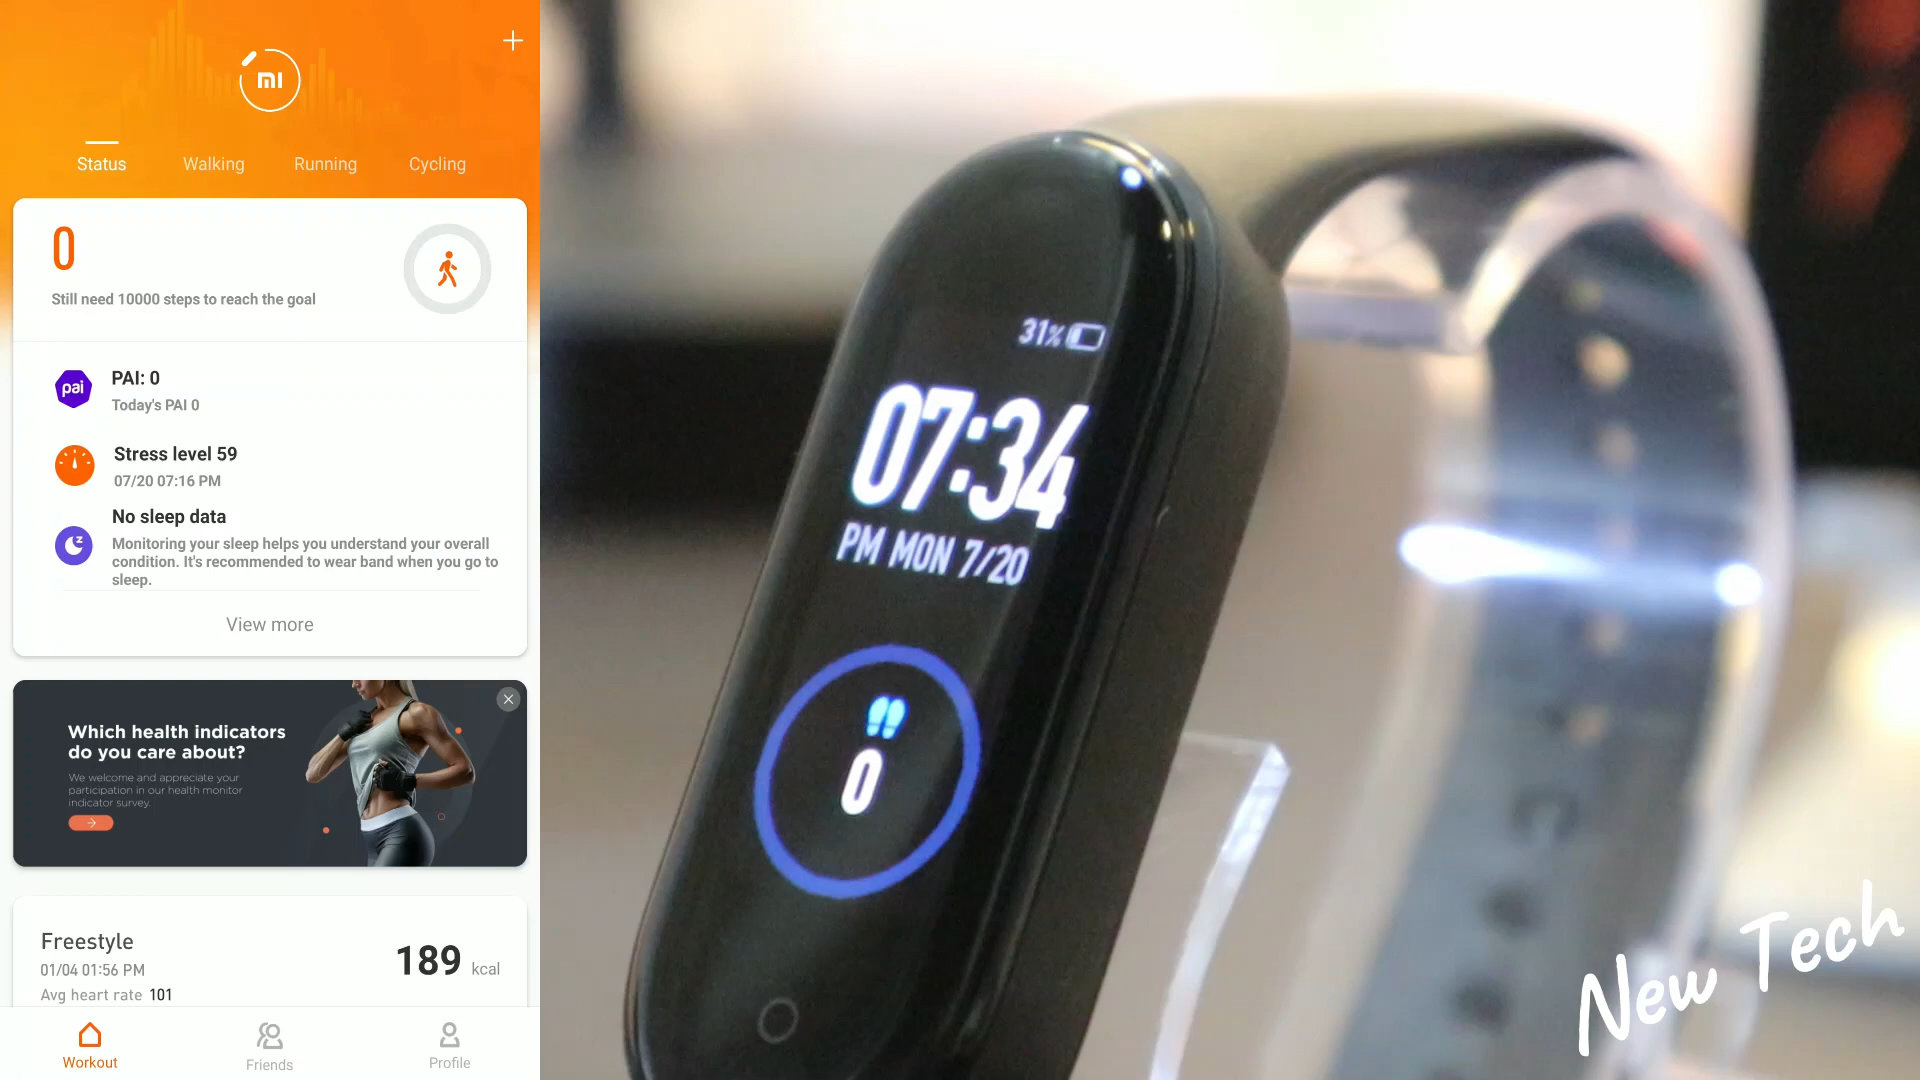 mi
Status
Walking
Running
Cycling
0
Still need 10000 steps to reach the goal
pai
PAI: 0
Today's PAI 0
Stress level 59
07/20 07:16 PM
No sleep data
Monitoring your sleep helps you understand your overall
condition. It's recommended to wear band when you go to
sleep.
View more
Which health indicators
do you care about?
We welcome and appreciate your
participation in our health monitor
indicator survey.
Freestyle
01/04 01:56 PM
189 kcal
Avg heart rate 101
Workout
Friends
Profile
31%
07:34
PM MON 7/20
0
New Tech